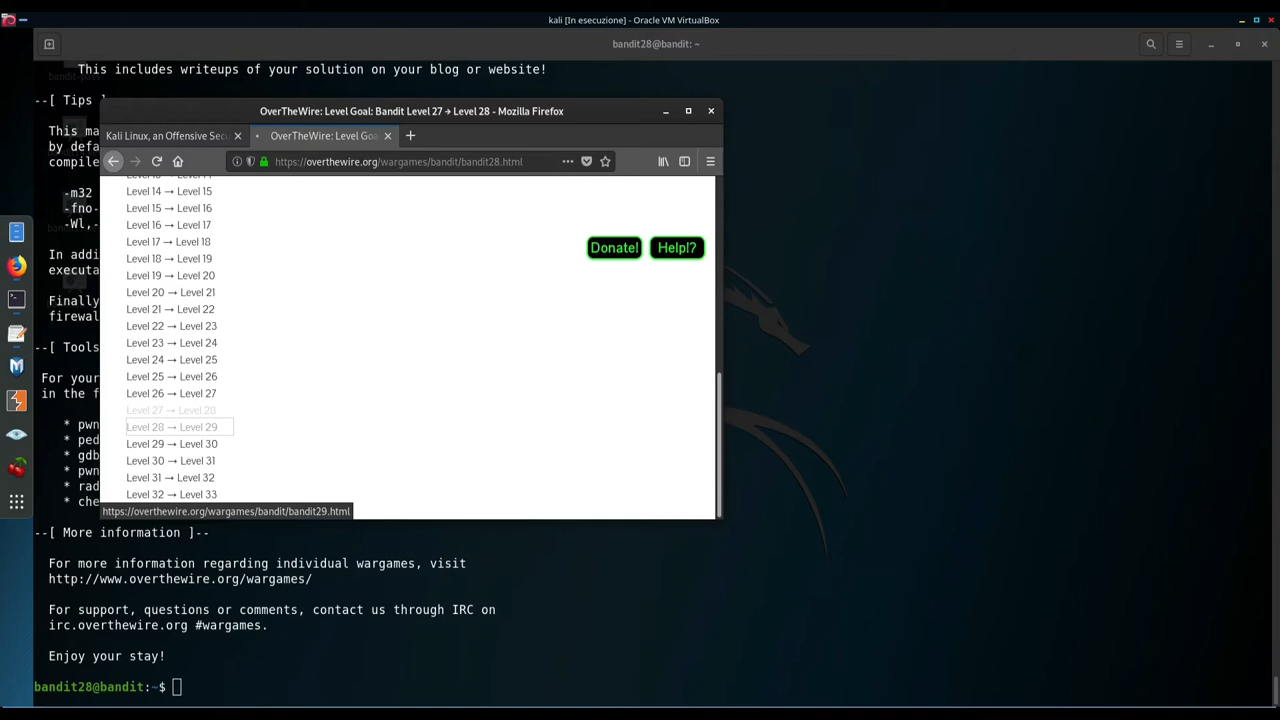 kali [In esecuzione] - Oracle VM VirtualBox
bandit28@bandit: ~
This includes writeups of your solution on your blog or website!
--[ Tips ]
This ma
by defa
compile
-m32
-fno-
-Wl,-
In addi
executa
Finally
firewal
--[ Tools
For your
in the f
* pwn
* ped
* gdb
* pwn
* rad
* che
OverTheWire: Level Goal: Bandit Level 27 → Level 28 - Mozilla Firefox
Kali Linux, an Offensive Secu
OverTheWire: Level Goa
https://overthewire.org/wargames/bandit/bandit28.html
Level 14 → Level 15
Level 15 → Level 16
Level 16 → Level 17
Level 17 → Level 18
Level 18 → Level 19
Level 19 → Level 20
Level 20 → Level 21
Level 21 → Level 22
Level 22 → Level 23
Level 23 → Level 24
Level 24 → Level 25
Level 25 → Level 26
Level 26 → Level 27
Level 27 → Level 28
Level 28 → Level 29
Level 29 → Level 30
Level 30 → Level 31
Level 31 → Level 32
Level 32 → Level 33
Donate! Help!?
https://overthewire.org/wargames/bandit/bandit29.html
--[ More information ]--
For more information regarding individual wargames, visit
http://www.overthewire.org/wargames/
For support, questions or comments, contact us through IRC on
irc.overthewire.org #wargames.
Enjoy your stay!
bandit28@bandit:~$